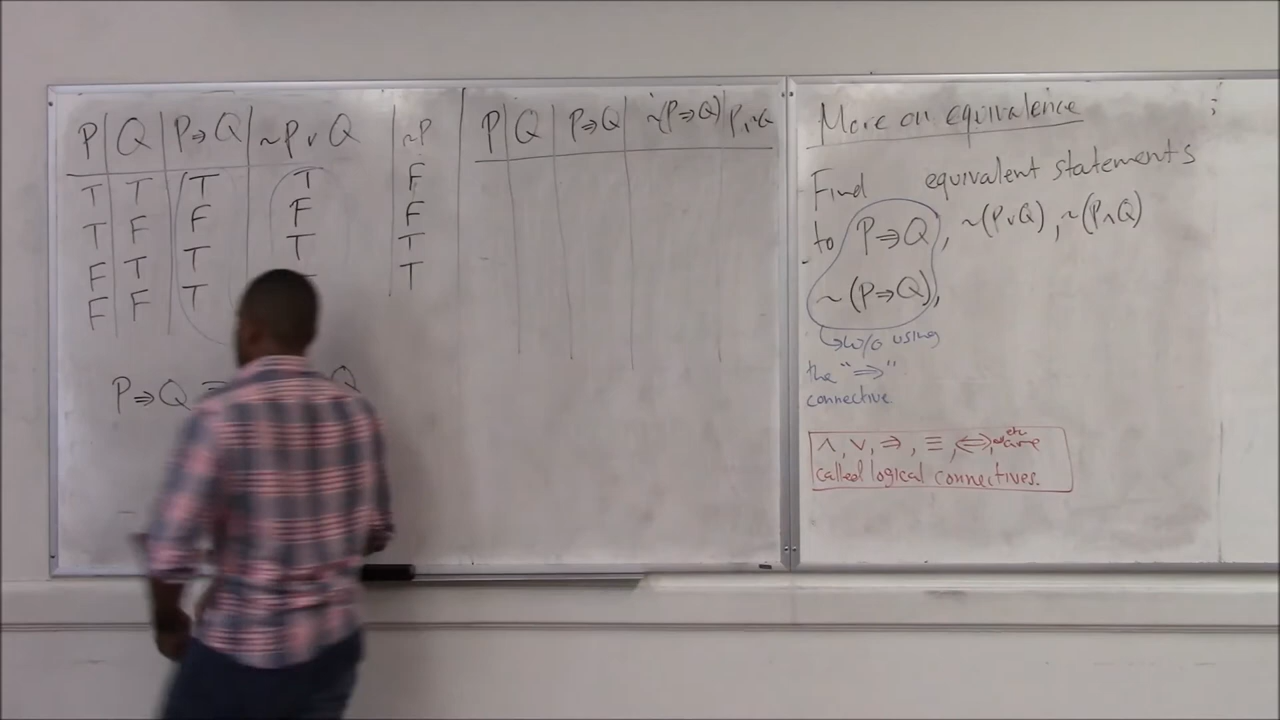 P Q P⇒Q ~P∨Q ~P
T T T T F
T F F F F
F T T T T
F F T T
P⇒Q Q
P Q P⇒Q ~(P⇒Q) P∧~Q
More on equivalence
Find equivalent statements
to P⇒Q, ~(P∨Q), ~(P∧Q)
~(P⇒Q),
↳w/o using
the "⇒"
connective
∧, ∨, ⇒, ≡, ⇔, etc are
called logical connectives.